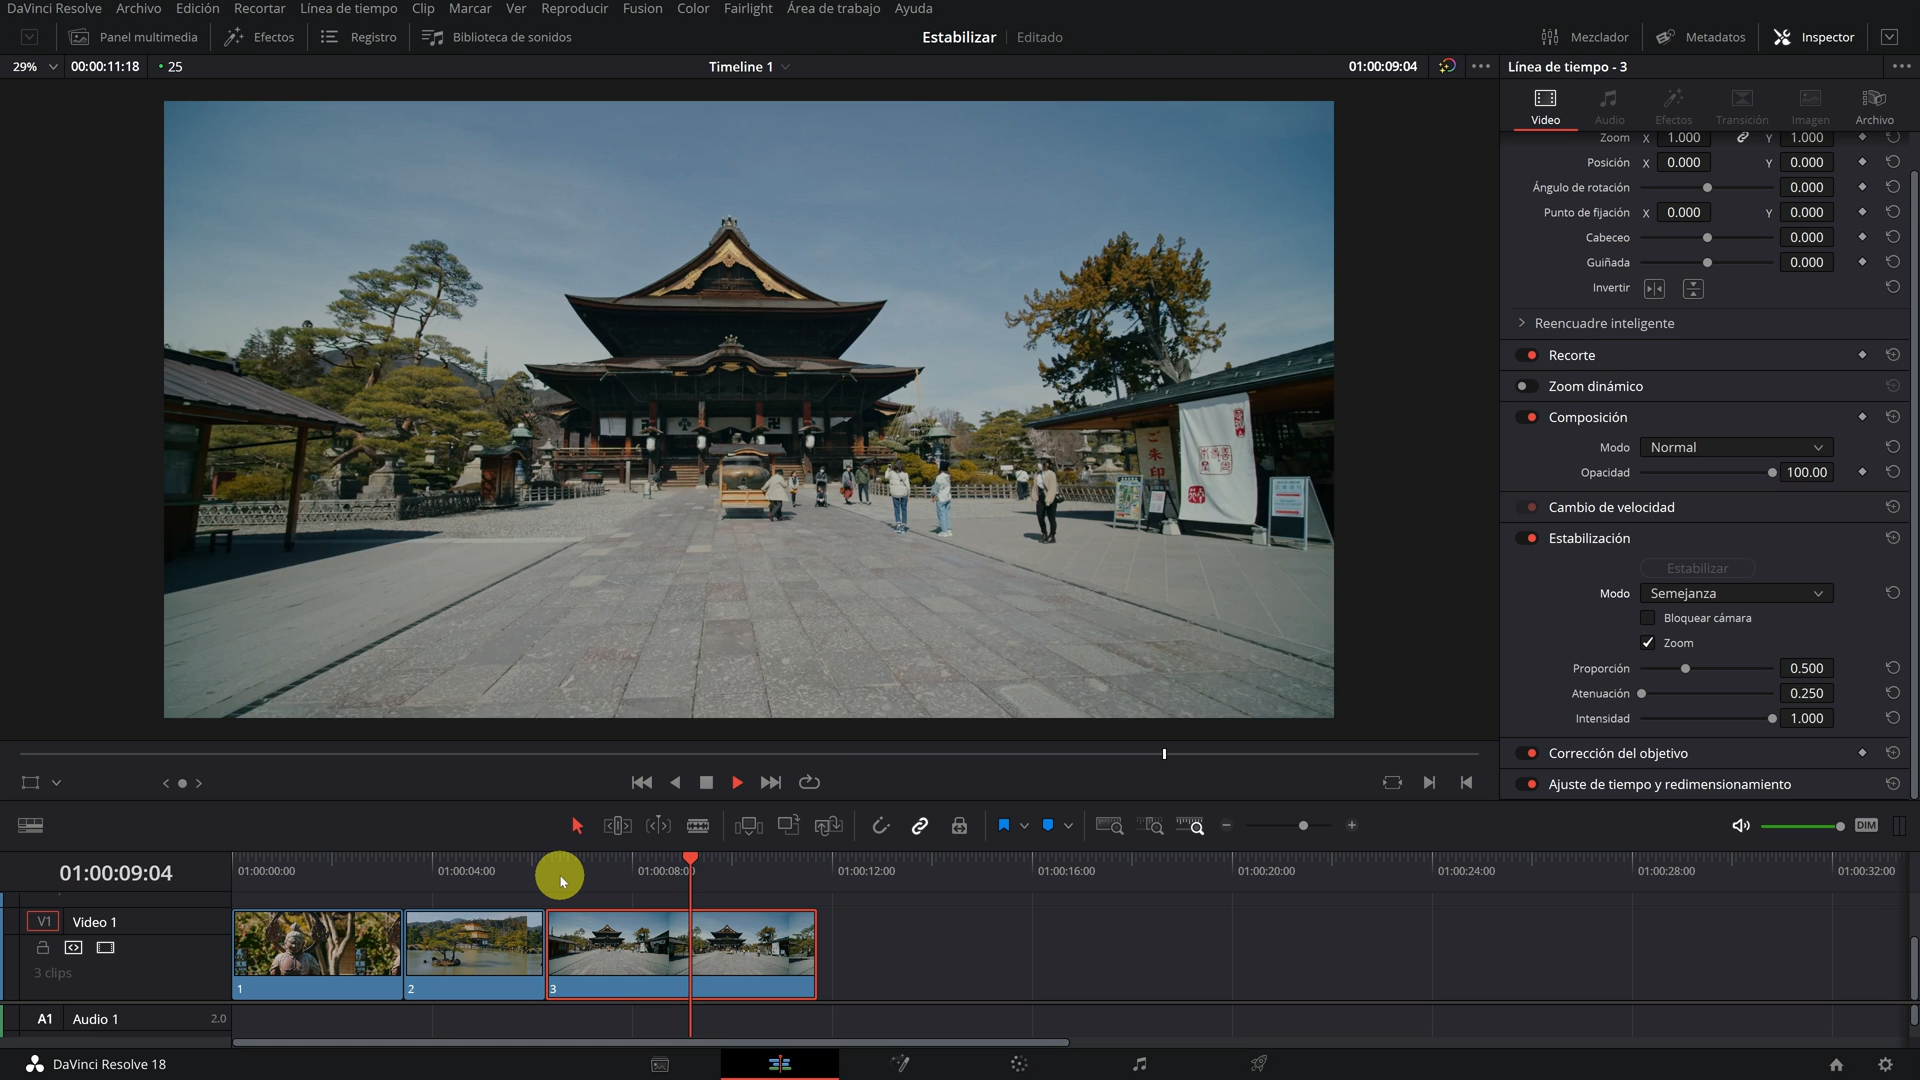 DaVinci Resolve Archivo Edición Recortar Línea de tiempo Clip Marcar Ver Reproducir Fusion Color Fairlight Área de trabajo Ayuda
Panel multimedia Efectos Registro Biblioteca de sonidos Estabilizar Editado Mezclador Metadatos Inspector
29% 00:00:11:18 25 Timeline 1 01:00:09:04 Línea de tiempo - 3
Video Audio Efectos Transición Imagen Archivo
Zoom X 1.000 Y 1.000
Posición X 0.000 Y 0.000
Ángulo de rotación 0.000
Punto de fijación X 0.000 Y 0.000
Cabeceo 0.000
Guiñada 0.000
Invertir
Reencuadre inteligente
Recorte
Zoom dinámico
Composición
Modo Normal
Opacidad 100.00
Cambio de velocidad
Estabilización
Estabilizar
Modo Semejanza
Bloquear cámara
Zoom
Proporción 0.500
Atenuación 0.250
Intensidad 1.000
Corrección del objetivo
Ajuste de tiempo y redimensionamiento
ご朱印
DIM
01:00:09:04 01:00:00:00 01:00:04:00 01:00:08:0 01:00:12:00 01:00:16:00 01:00:20:00 01:00:24:00 01:00:28:00 01:00:32:00
V1 Video 1
3 clips
1 2 3
A1 Audio 1 2.0
DaVinci Resolve 18